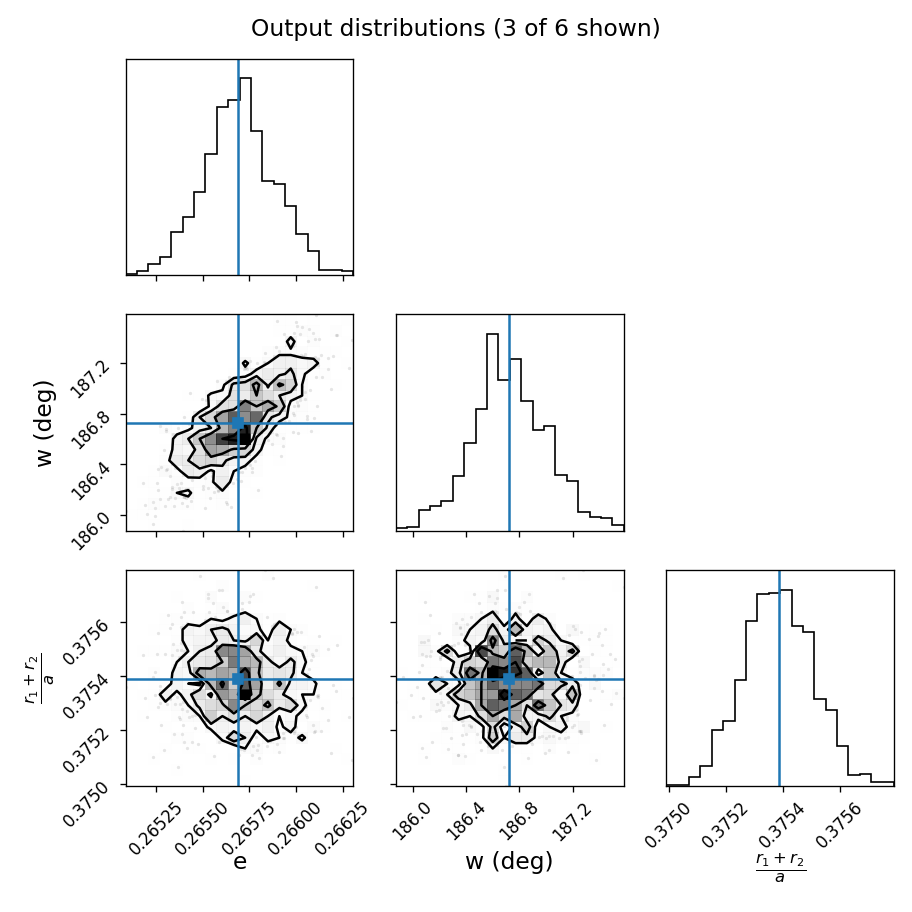 Output distributions (3 of 6 shown)
w (deg)
187.2
186.8
186.4
186.0
r₁ + r₂
a
0.3756
0.3754
0.3752
0.3750
0.26525 0.26550 0.26575 0.26600 0.26625
e
186.0 186.4 186.8 187.2
w (deg)
0.3750 0.3752 0.3754 0.3756
r₁ + r₂
a